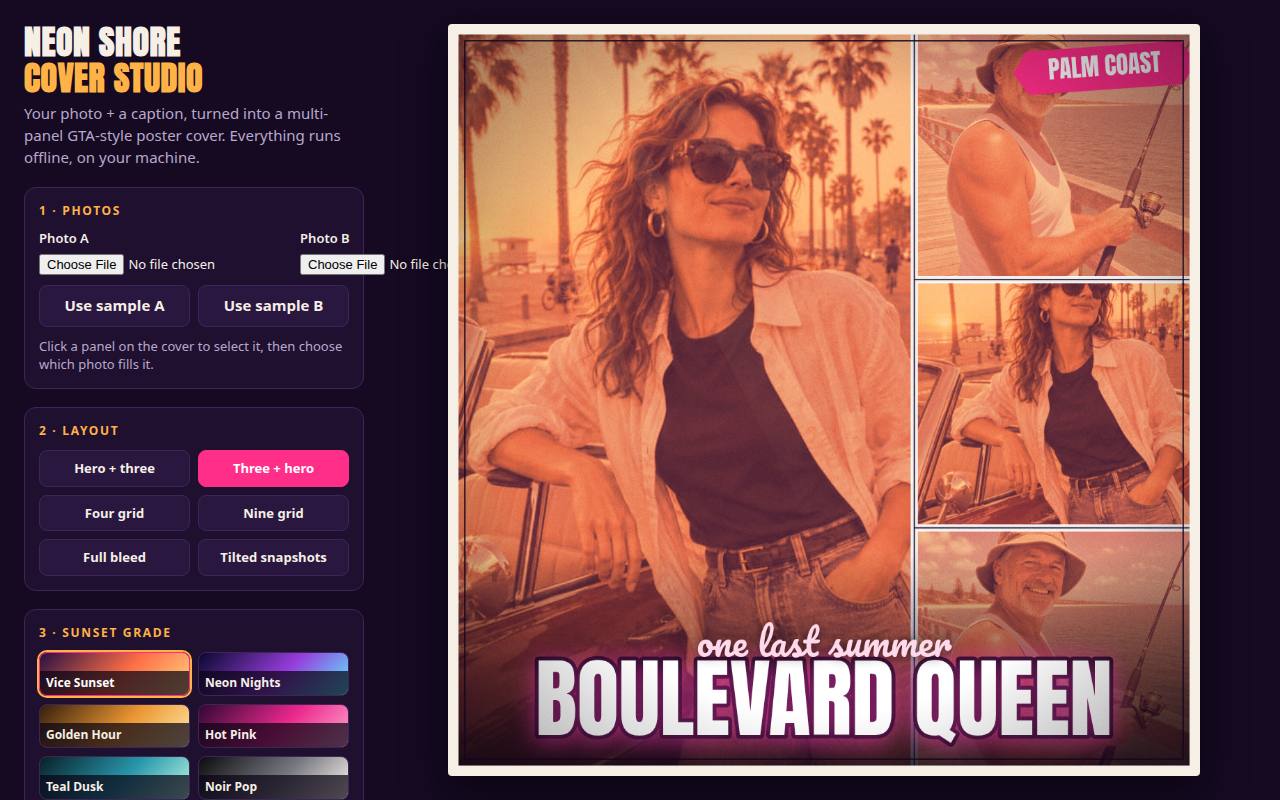 NEON SHORE
COVER STUDIO
Your photo + a caption, turned into a multi-
panel GTA-style poster cover. Everything runs
offline, on your machine.
1 · PHOTOS
Photo A
Photo B
Choose File No file chosen
Choose File No file ch
Use sample A
Use sample B
Click a panel on the cover to select it, then choose
which photo fills it.
2 · LAYOUT
Hero + three
Three + hero
Four grid
Nine grid
Full bleed
Tilted snapshots
3 · SUNSET GRADE
Vice Sunset
Neon Nights
Golden Hour
Hot Pink
Teal Dusk
Noir Pop
PALM COAST
one last summer
BOULEVARD QUEEN